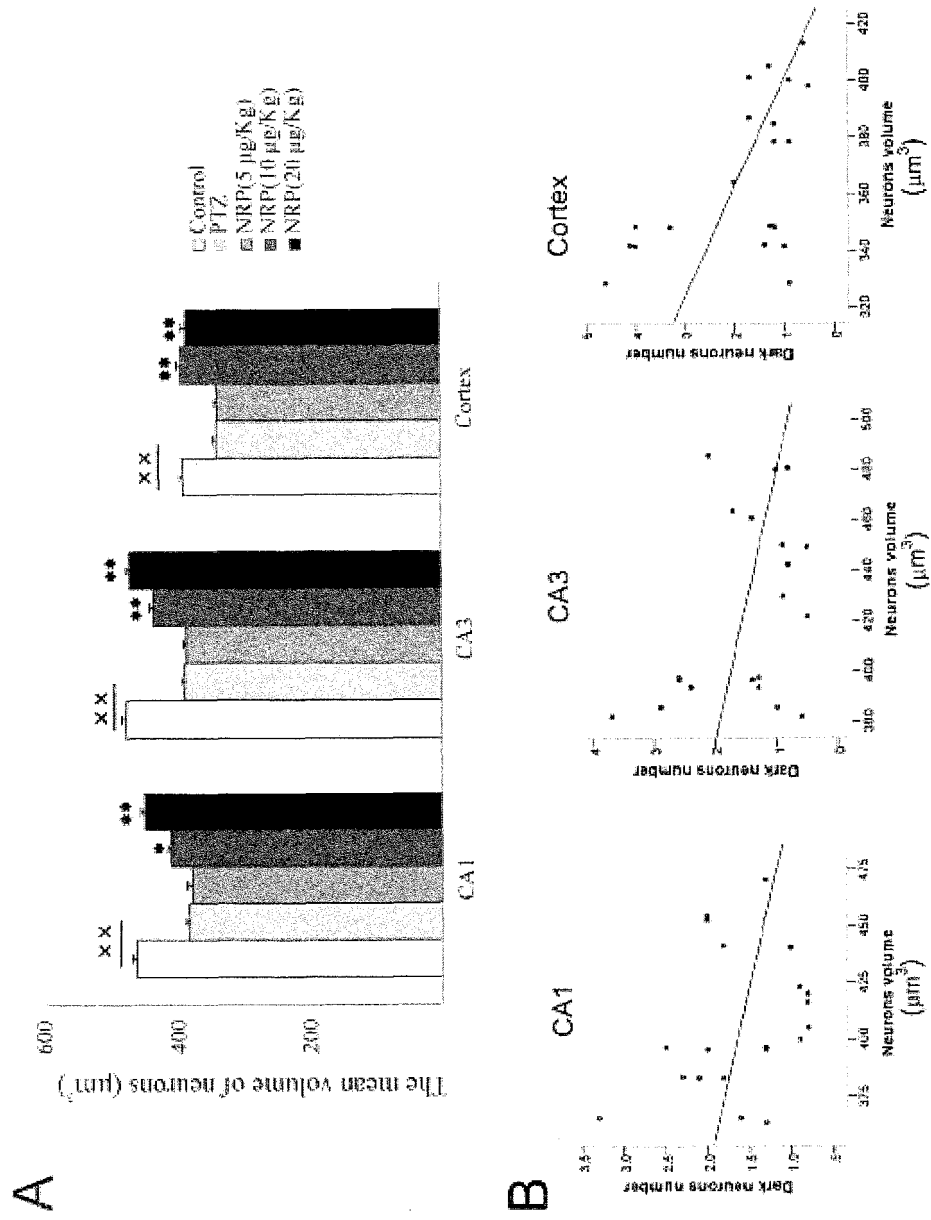 A
The mean volume of neurons (µm³)
600
400
200
××
*
**
CA1
××
**
**
CA3
××
**
**
Cortex
Control
PTZ
NRP(5 µg/Kg)
NRP(10 µg/Kg)
NRP(20 µg/Kg)
B
CA1
Dark neurons number
3.5
3.0
2.5
2.0
1.5
1.0
.5
375
400
425
450
475
Neurons volume
(µm³)
CA3
Dark neurons number
4
3
2
1
0
380
400
420
440
460
480
500
Neurons volume
(µm³)
Cortex
Dark neurons number
5
4
3
2
1
0
320
340
360
380
400
420
Neurons volume
(µm³)